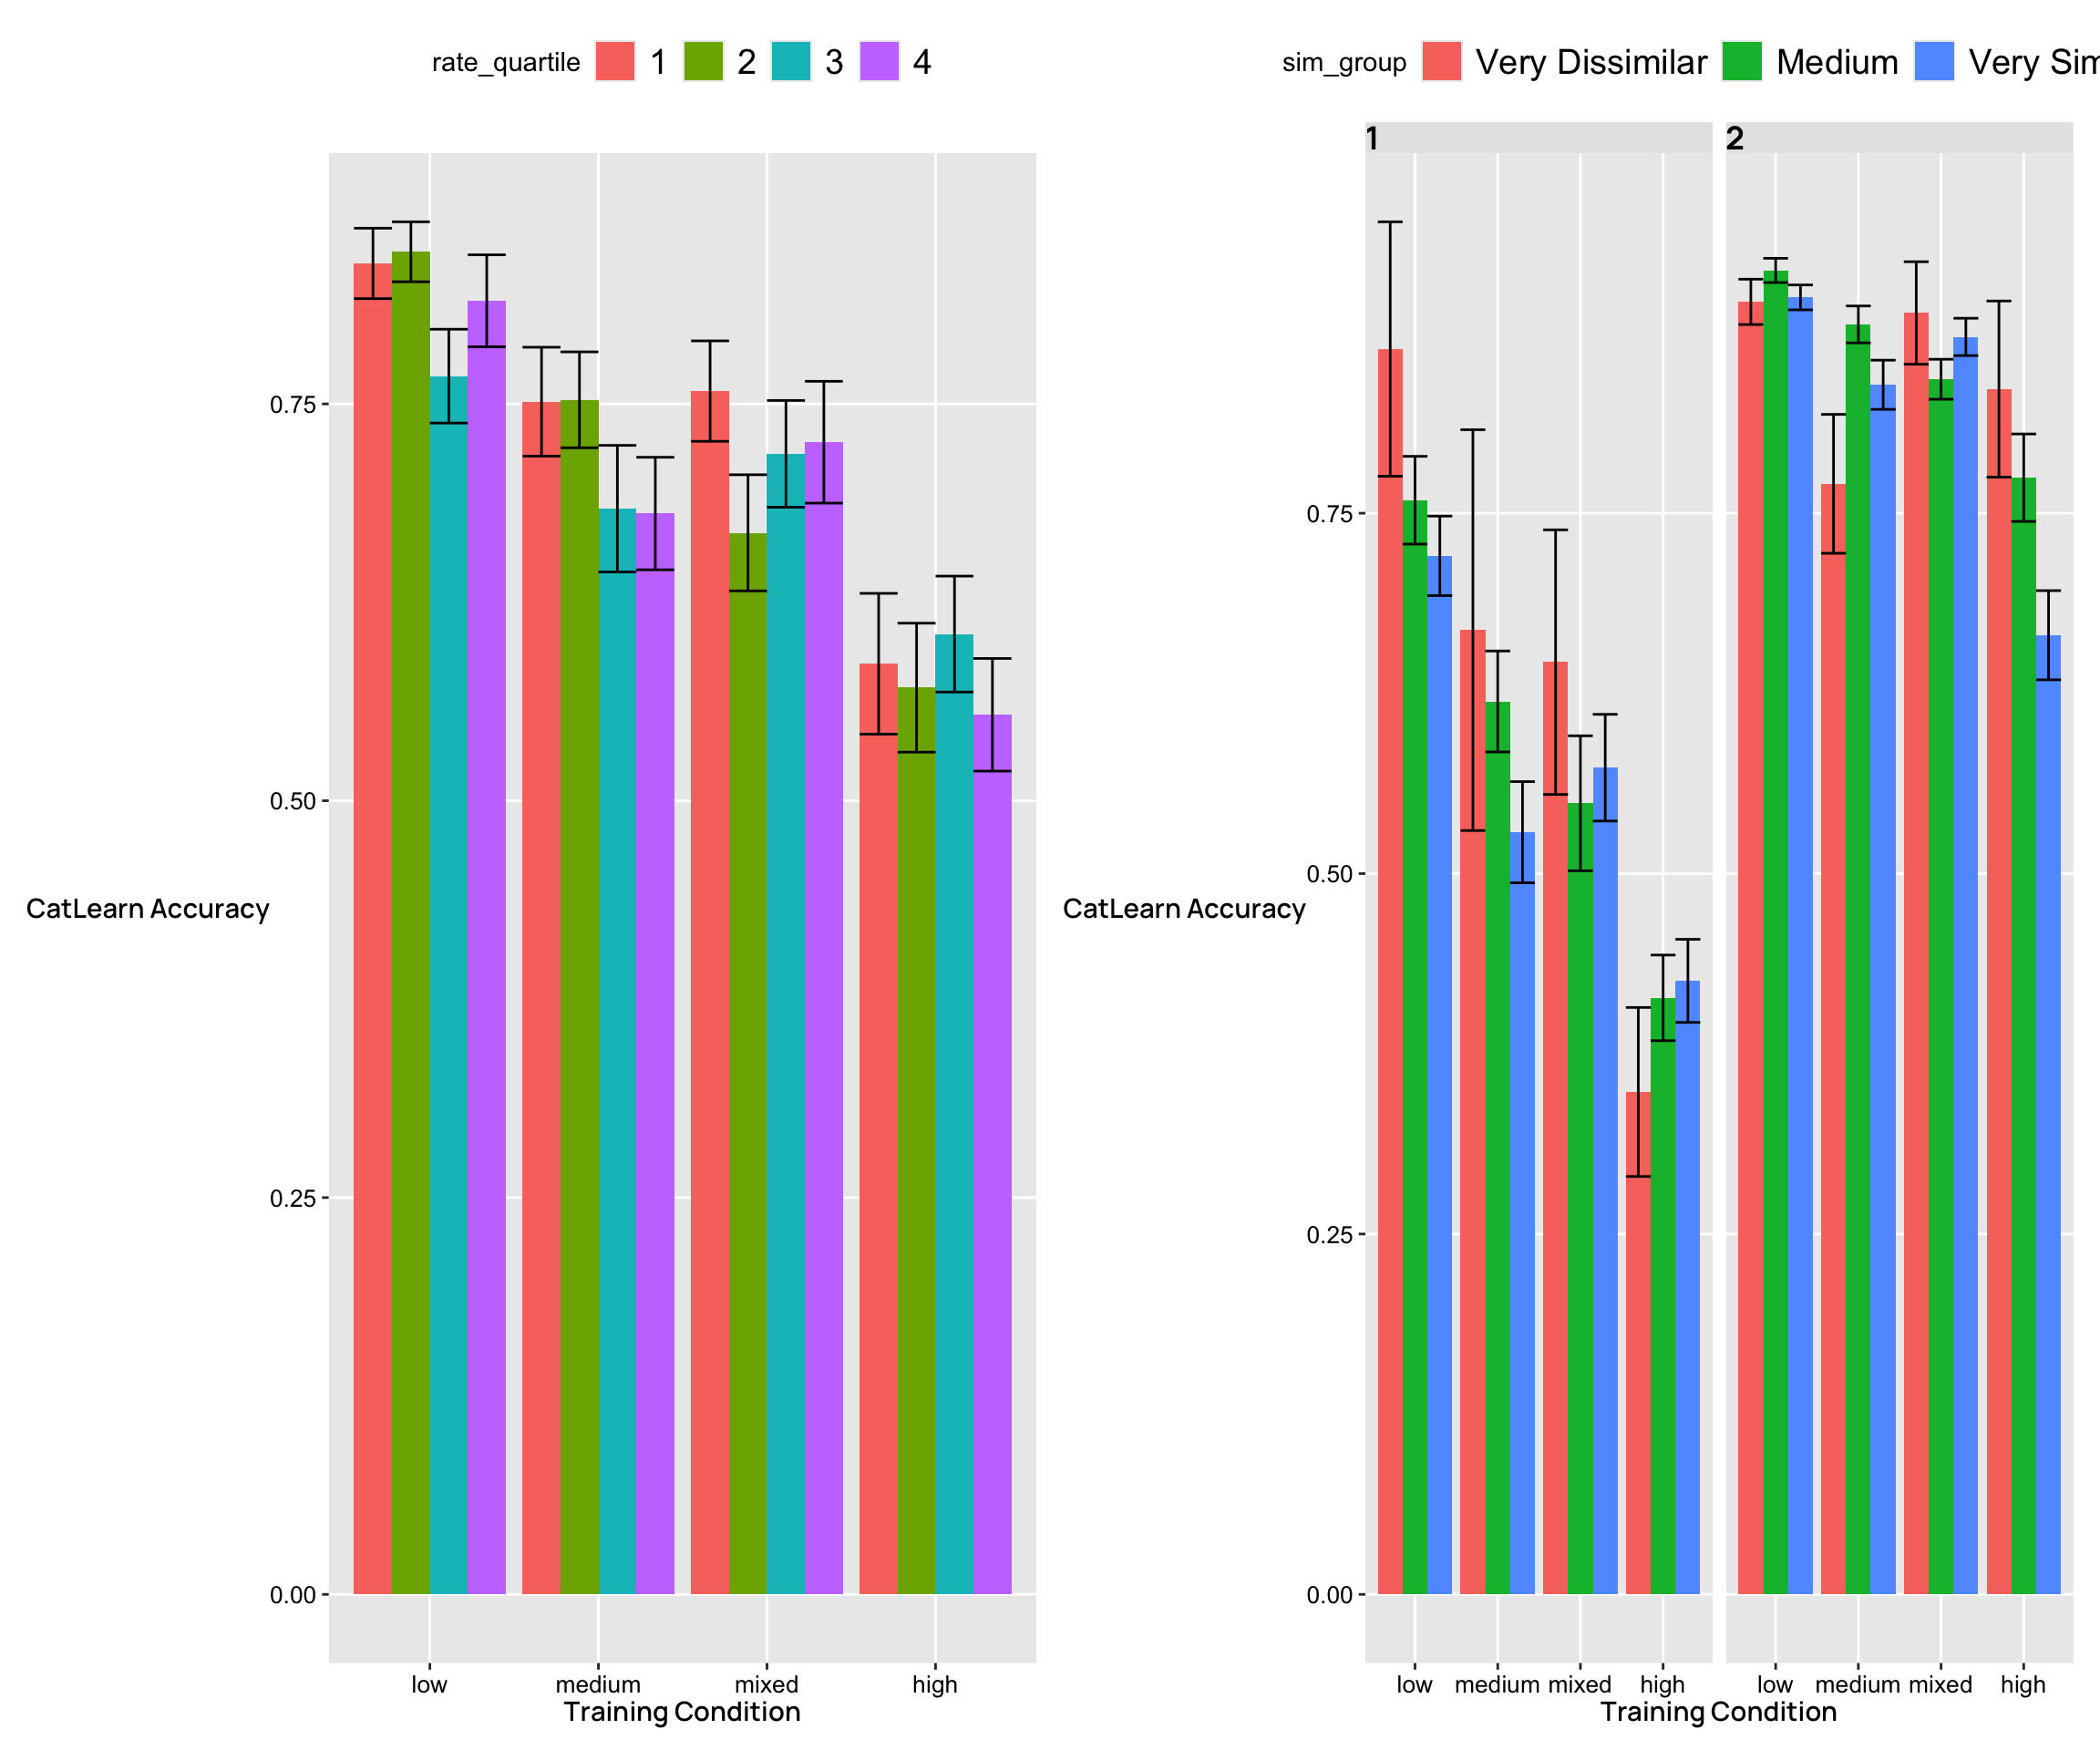 rate_quartile 1 2 3 4
0.75
0.50
CatLearn Accuracy
0.25
0.00
low medium mixed high
Training Condition
sim_group Very Dissimilar Medium Very
1 2
0.75
0.50
CatLearn Accuracy
0.25
0.00
low medium mixed high low medium mixed high
Training Condition